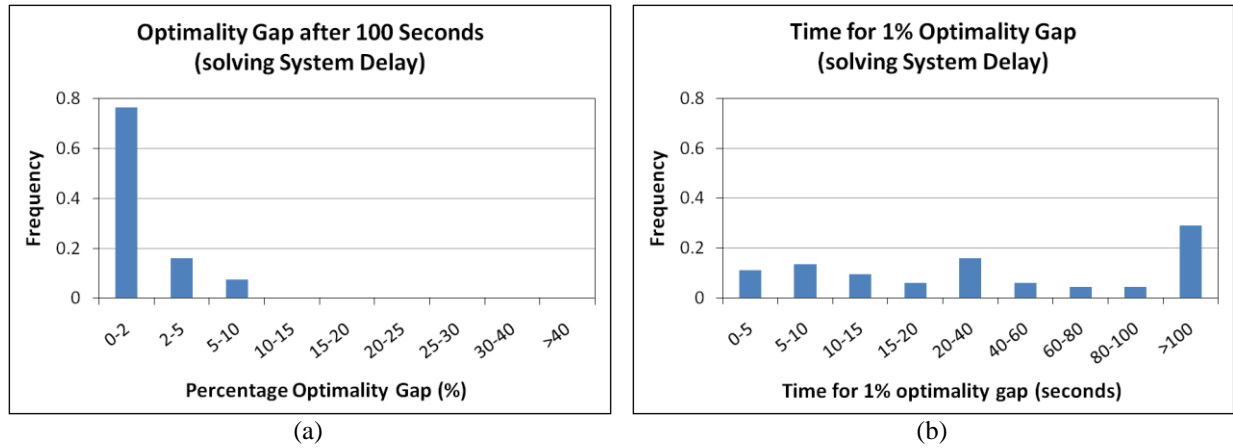 Optimality Gap after 100 Seconds
(solving System Delay)
0.8
0.6
0.4
0.2
0
Frequency
0-2
2-5
5-10
10-15
15-20
20-25
25-30
30-40
>40
Percentage Optimality Gap (%)
(a)
Time for 1% Optimality Gap
(solving System Delay)
0.8
0.6
0.4
0.2
0
Frequency
0-5
5-10
10-15
15-20
20-40
40-60
60-80
80-100
>100
Time for 1% optimality gap (seconds)
(b)